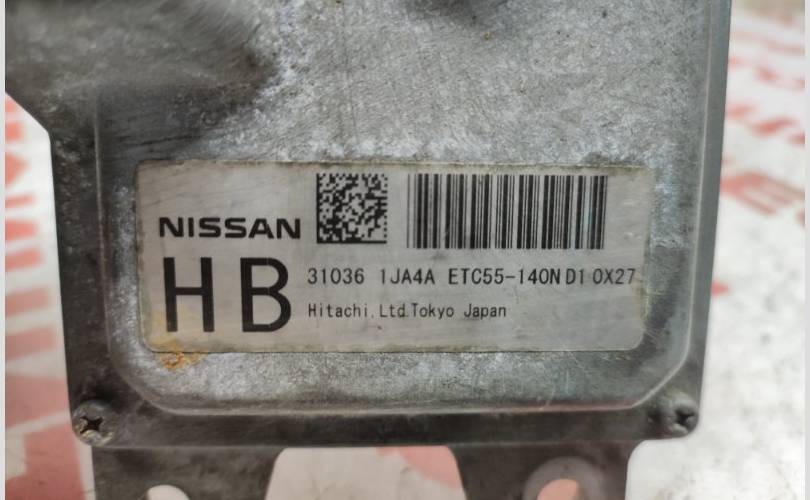 NISSAN
HB
31036 1JA4A ETC55-140N D1 0X27
Hitachi.Ltd.Tokyo Japan